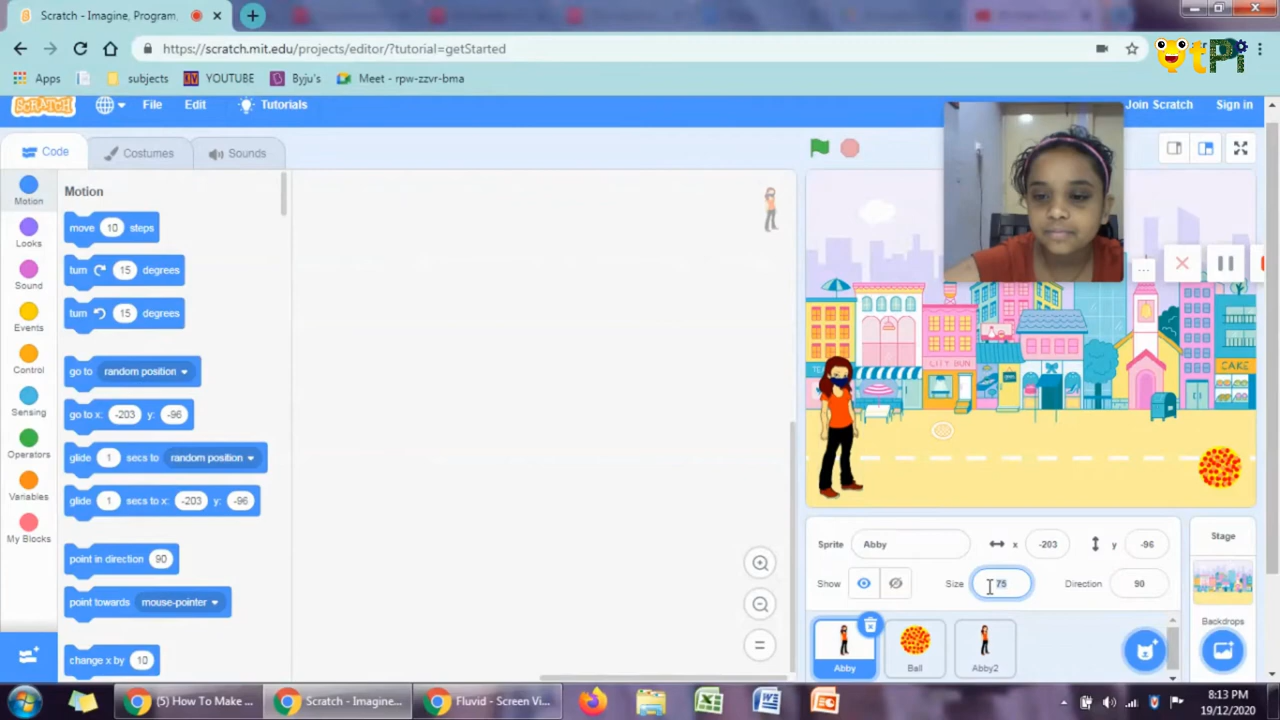 Scratch - Imagine, Program,
https://scratch.mit.edu/projects/editor/?tutorial=getStarted
Apps
subjects
YOUTUBE
Byju's
Meet - rpw-zzvr-bma
SCRATCH
File
Edit
Tutorials
Join Scratch
Sign in
Code
Costumes
Sounds
Motion
Looks
Sound
Events
Control
Sensing
Operators
Variables
My Blocks
Motion
move 10 steps
turn 15 degrees
turn 15 degrees
go to random position
go to x: -203 y: -96
glide 1 secs to random position
glide 1 secs to x: -203 y: -96
point in direction 90
point towards mouse-pointer
change x by 10
CITY BUN
CAKE
Sprite Abby x -203 y -96
Show Size 75 Direction 90
Abby
Ball
Abby2
Stage
Backdrops
(5) How To Make ...
Scratch - Imagine...
Fluvid - Screen Vi...
8:13 PM
19/12/2020